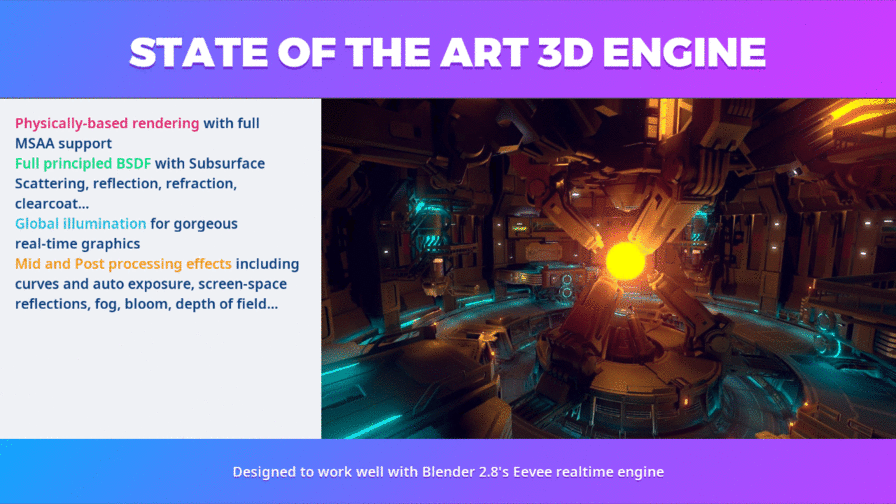 STATE OF THE ART 3D ENGINE
Physically-based rendering with full
MSAA support
Full principled BSDF with Subsurface
Scattering, reflection, refraction,
clearcoat...
Global illumination for gorgeous
real-time graphics
Mid and Post processing effects including
curves and auto exposure, screen-space
reflections, fog, bloom, depth of field...
Designed to work well with Blender 2.8's Eevee realtime engine